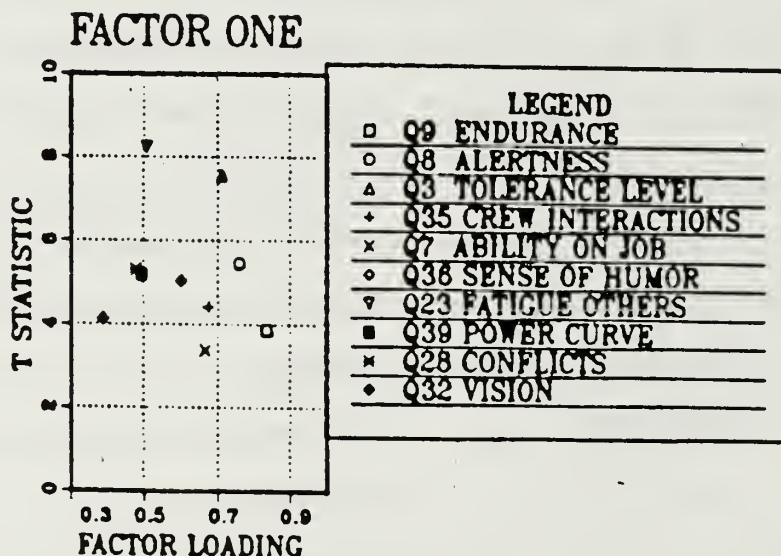 FACTOR ONE
T STATISTIC
10
8
6
4
2
0
0.3 0.5 0.7 0.9
FACTOR LOADING
LEGEND
Q9 ENDURANCE
Q8 ALERTNESS
Q3 TOLERANCE LEVEL
Q35 CREW INTERACTIONS
Q7 ABILITY ON JOB
Q36 SENSE OF HUMOR
Q23 FATIGUE OTHERS
Q39 POWER CURVE
Q28 CONFLICTS
Q32 VISION